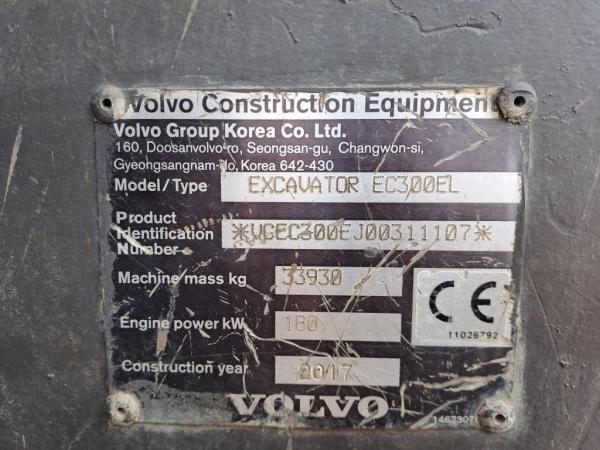 Volvo Construction Equipment
Volvo Group Korea Co. Ltd.
160, Doosanvolvo-ro, Seongsan-gu, Changwon-si,
Gyeongsangnam-do, Korea 642-430
Model/Type EXCAVATOR EC300EL
Product
Identification *VCEC300EJ00311107*
Number
Machine mass kg 33930
CE
Engine power kW 180
11026792
Construction year 2017
VOLVO